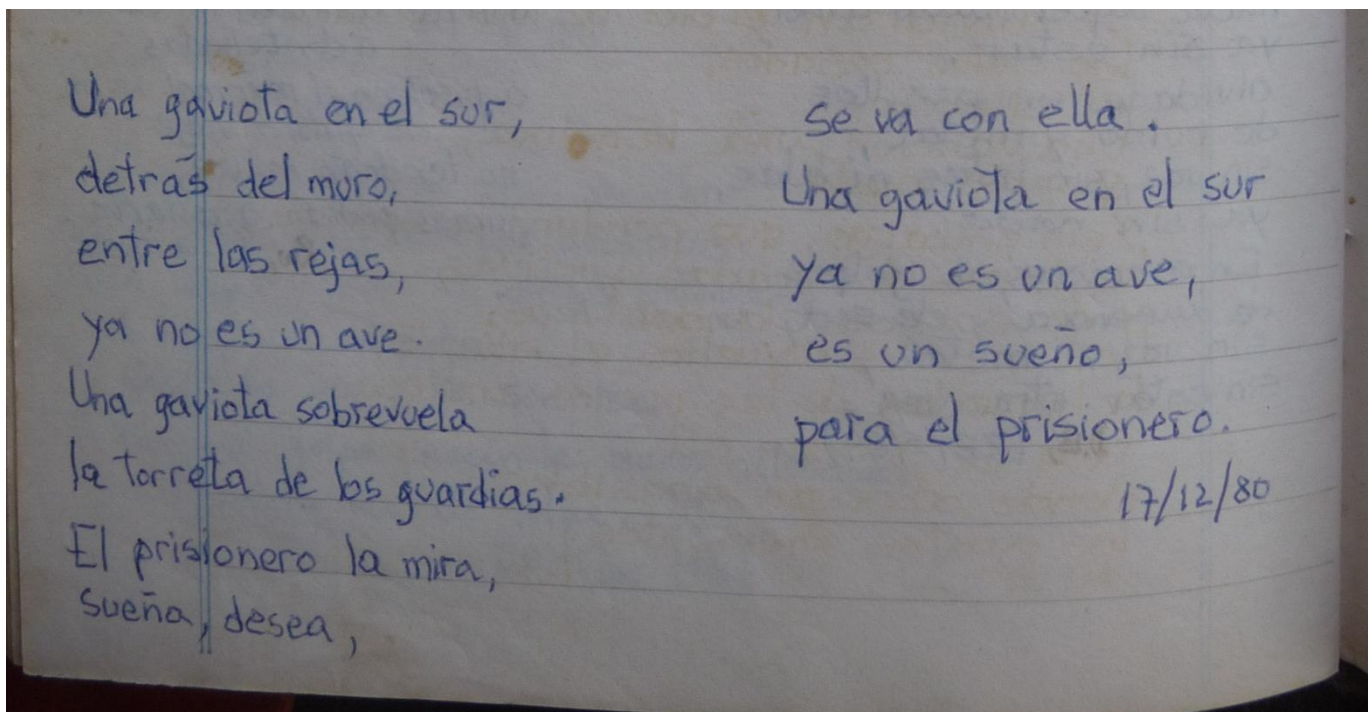 Una gaviota en el sur,
detrás del muro,
entre las rejas,
ya no es un ave.
Una gaviota sobrevuela
la torreta de los guardias.
El prisionero la mira,
sueña, desea,
se va con ella.
Una gaviota en el sur
ya no es un ave,
es un sueño,
para el prisionero.
17/12/80